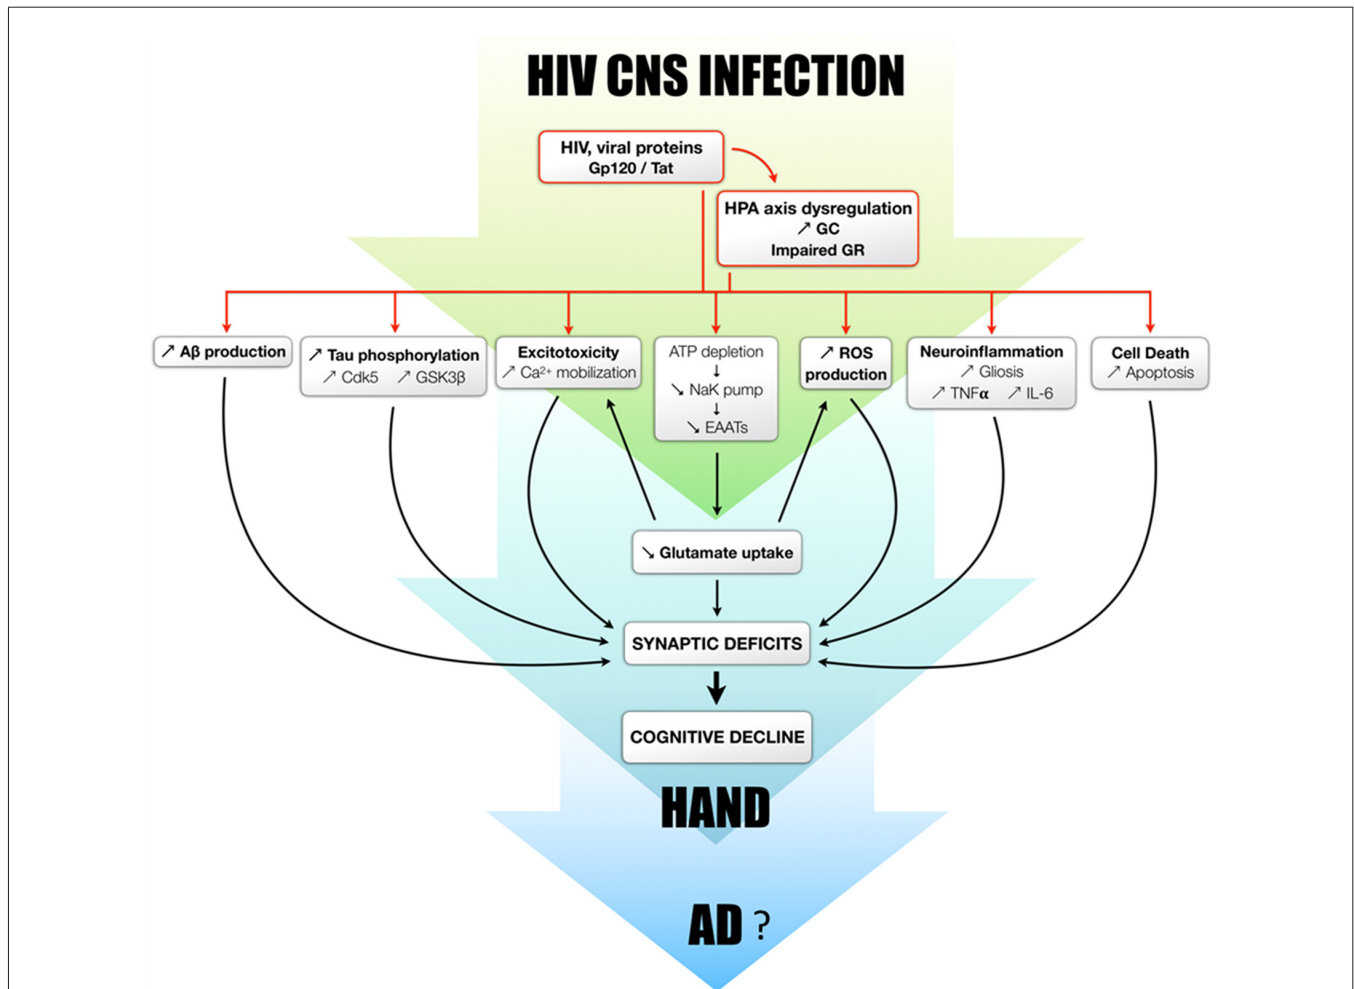 HIV CNS INFECTION
HIV, viral proteins
Gp120 / Tat
HPA axis dysregulation
↗ GC
Impaired GR
↗ Aβ production
↗ Tau phosphorylation
↗ Cdk5 ↗ GSK3β
Excitotoxicity
↗ Ca²⁺ mobilization
ATP depletion
↓
↘ NaK pump
↓
↘ EAATs
↗ ROS
production
Neuroinflammation
↗ Gliosis
↗ TNFα ↗ IL-6
Cell Death
↗ Apoptosis
↘ Glutamate uptake
SYNAPTIC DEFICITS
COGNITIVE DECLINE
HAND
AD ?